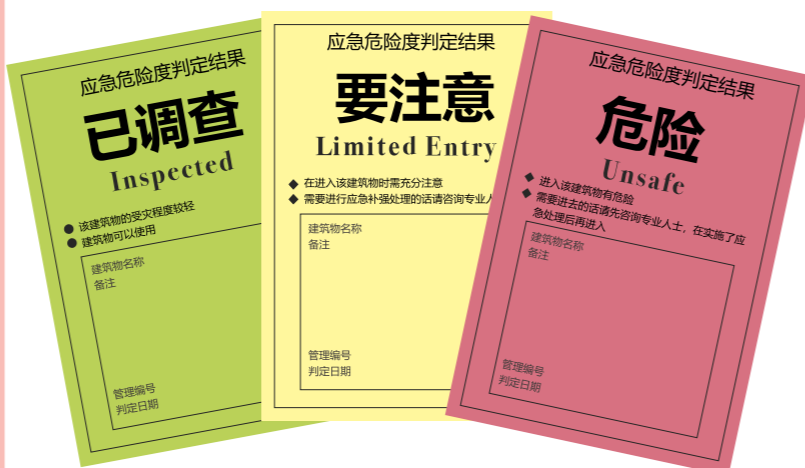 应急危险度判定结果
已调查
Inspected
● 该建筑物的受灾程度较轻
● 建筑物可以使用
建筑物名称
备注
管理编号
判定日期
应急危险度判定结果
要注意
Limited Entry
◆ 在进入该建筑物时需充分注意
◆ 需要进行应急补强处理的话请咨询专业人
建筑物名称
备注
管理编号
判定日期
应急危险度判定结果
危险
Unsafe
◆ 进入该建筑物有危险
◆ 需要进去的话请先咨询专业人士，在实施了应
急处理后再进入
建筑物名称
备注
管理编号
判定日期